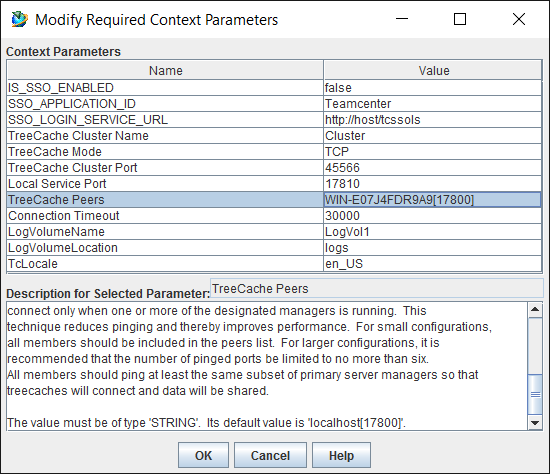 Modify Required Context Parameters
Context Parameters
Name Value
IS_SSO_ENABLED false
SSO_APPLICATION_ID Teamcenter
SSO_LOGIN_SERVICE_URL http://host/tcssols
TreeCache Cluster Name Cluster
TreeCache Mode TCP
TreeCache Cluster Port 45566
Local Service Port 17810
TreeCache Peers WIN-E07J4FDR9A9[17800]
Connection Timeout 30000
LogVolumeName LogVol1
LogVolumeLocation logs
TcLocale en_US
Description for Selected Parameter: TreeCache Peers
connect only when one or more of the designated managers is running. This
technique reduces pinging and thereby improves performance. For small configurations,
all members should be included in the peers list. For larger configurations, it is
recommended that the number of pinged ports be limited to no more than six.
All members should ping at least the same subset of primary server managers so that
treecaches will connect and data will be shared.
The value must be of type 'STRING'. Its default value is 'localhost[17800]'.
OK Cancel Help